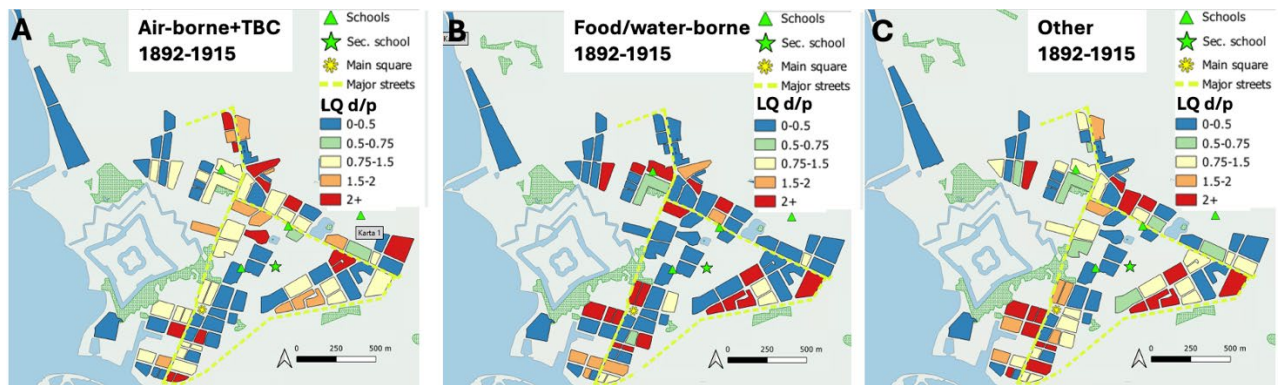 A
Air-borne+TBC
1892-1915
Schools
Sec. school
Main square
Major streets
LQ d/p
0-0.5
0.5-0.75
0.75-1.5
1.5-2
2+
Karta 1
0 250 500 m
B
Food/water-borne
1892-1915
Schools
Sec. school
Main square
Major streets
LQ d/p
0-0.5
0.5-0.75
0.75-1.5
1.5-2
2+
0 250 500 m
C
Other
1892-1915
Schools
Sec. school
Main square
Major streets
LQ d/p
0-0.5
0.5-0.75
0.75-1.5
1.5-2
2+
0 250 500 m